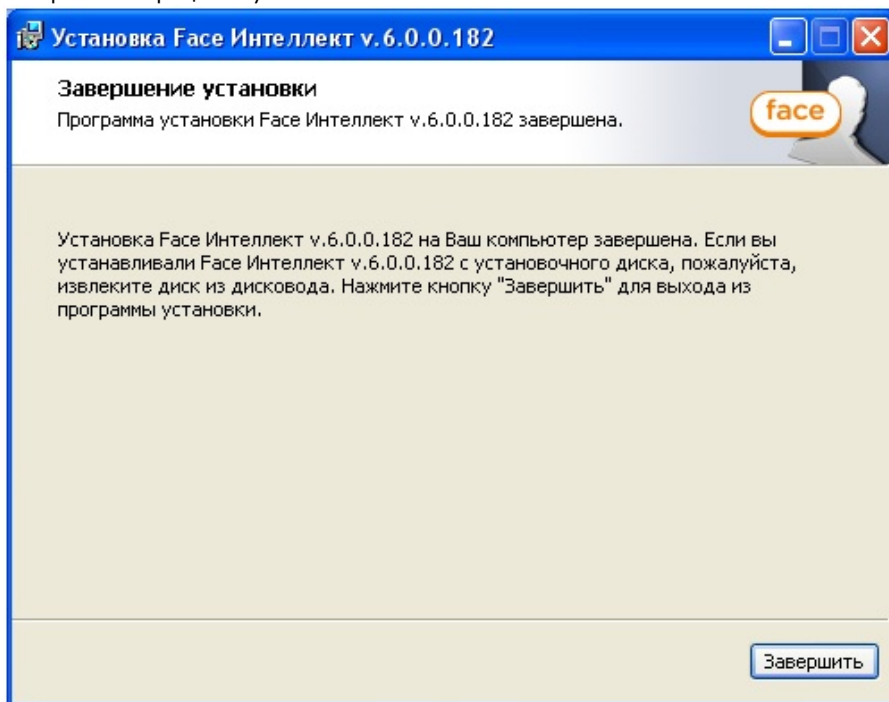 Установка Face Интеллект v.6.0.0.182
Завершение установки
Программа установки Face Интеллект v.6.0.0.182 завершена.
face
Установка Face Интеллект v.6.0.0.182 на Ваш компьютер завершена. Если вы
устанавливали Face Интеллект v.6.0.0.182 с установочного диска, пожалуйста,
извлеките диск из дисковода. Нажмите кнопку "Завершить" для выхода из
программы установки.
Завершить